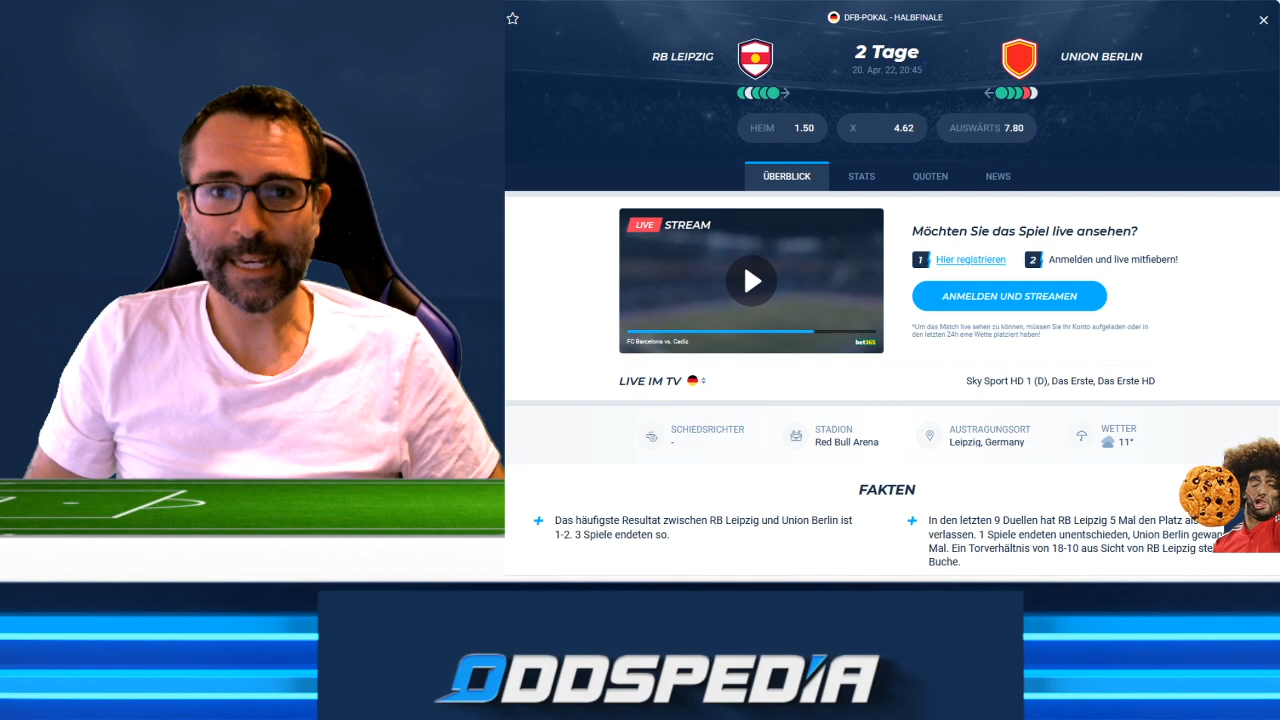 DFB-POKAL - HALBFINALE
RB LEIPZIG
2 Tage
UNION BERLIN
20. Apr. 22, 20:45
HEIM 1.50
X 4.62
AUSWÄRTS 7.80
ÜBERBLICK
STATS
QUOTEN
NEWS
LIVE STREAM
FC Barcelona vs. Cadiz
bet365
Möchten Sie das Spiel live ansehen?
1 Hier registrieren
2 Anmelden und live mitfiebern!
ANMELDEN UND STREAMEN
*Um das Match live sehen zu können, müssen Sie Ihr Konto aufgeladen oder in
den letzten 24h eine Wette platziert haben!
LIVE IM TV
Sky Sport HD 1 (D), Das Erste, Das Erste HD
SCHIEDSRICHTER
-
STADION
Red Bull Arena
AUSTRAGUNGSORT
Leipzig, Germany
WETTER
11°
FAKTEN
Das häufigste Resultat zwischen RB Leipzig und Union Berlin ist
1-2. 3 Spiele endeten so.
In den letzten 9 Duellen hat RB Leipzig 5 Mal den Platz
verlassen. 1 Spiele endeten unentschieden, Union Berlin
Mal. Ein Torverhältnis von 18-10 aus Sicht von RB Leipzig
Buche.
ODDSPEDIA